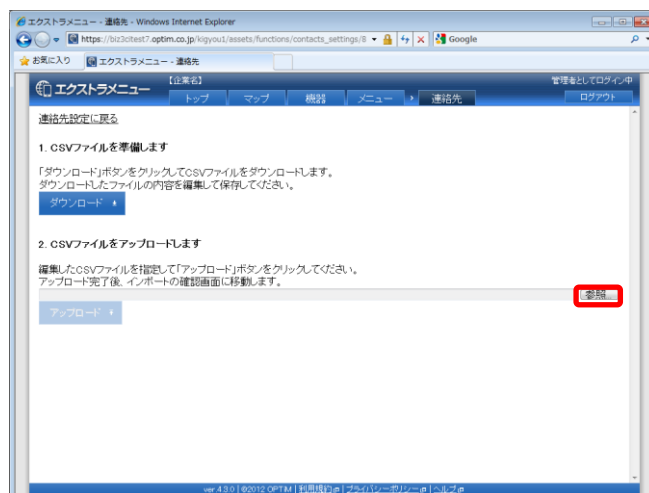 エクストラメニュー - 連絡先 - Windows Internet Explorer
https://biz3citest7.optim.co.jp/kigyou1/assets/functions/contacts_settings/8
Google
お気に入り
エクストラメニュー - 連絡先
エクストラメニュー
【企業名】
管理者としてログイン中
トップ
マップ
機器
メニュー
連絡先
ログアウト
連絡先設定に戻る
1. CSVファイルを準備します
「ダウンロード」ボタンをクリックしてCSVファイルをダウンロードします。
ダウンロードしたファイルの内容を編集して保存してください。
ダウンロード
2. CSVファイルをアップロードします
編集したCSVファイルを指定して「アップロード」ボタンをクリックしてください。
アップロード完了後、インポートの確認画面に移動します。
参照...
アップロード
ver.4.3.0 | ©2012 OPTiM | 利用規約 | プライバシーポリシー | ヘルプ